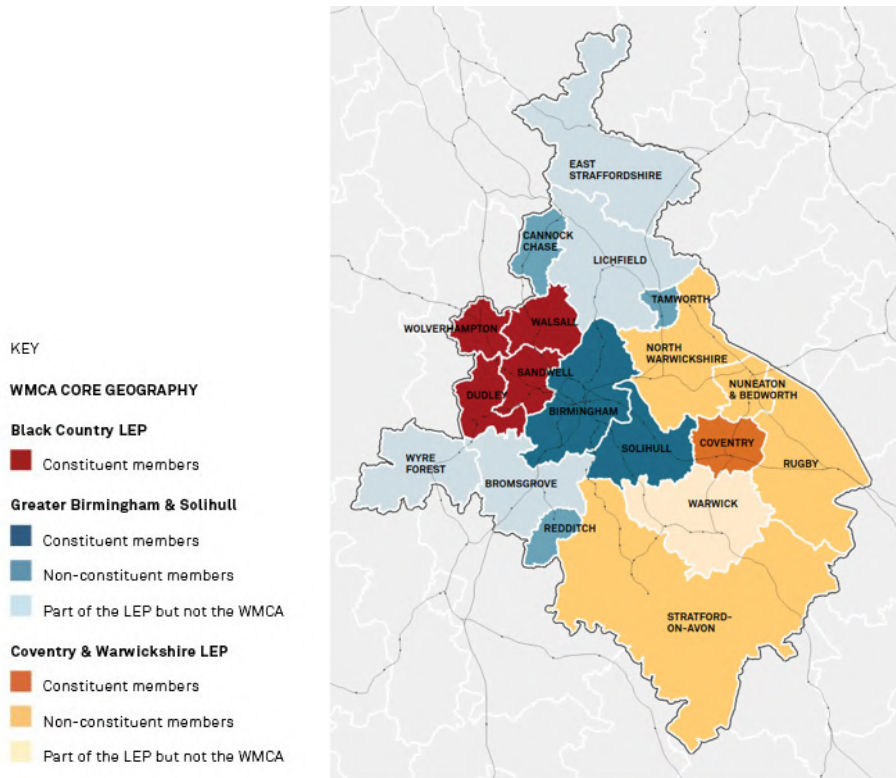 KEY
WMCA CORE GEOGRAPHY
Black Country LEP
Constituent members
Greater Birmingham & Solihull
Constituent members
Non-constituent members
Part of the LEP but not the WMCA
Coventry & Warwickshire LEP
Constituent members
Non-constituent members
Part of the LEP but not the WMCA
EAST
STRAFFORDSHIRE
CANNOCK
CHASE
LICHFIELD
TAMWORTH
WOLVERHAMPTON
WALSALL
NORTH
WARWICKSHIRE
SANDWELL
DUDLEY
NUNEATON
& BEDWORTH
BIRMINGHAM
SOLIHULL
COVENTRY
RUGBY
WYRE
FOREST
BROMSGROVE
WARWICK
REDDITCH
STRATFORD-
ON-AVON